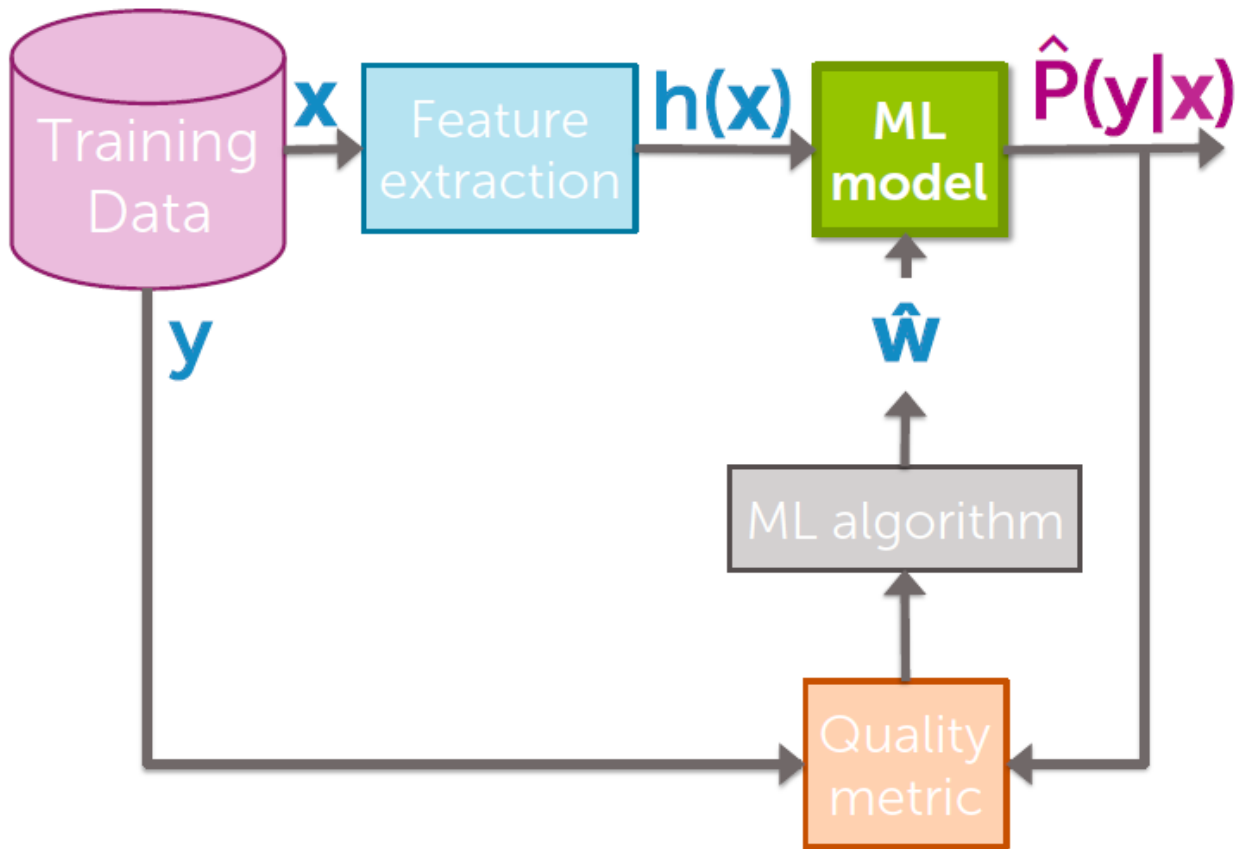 Training
Data
x
Feature
extraction
h(x)
ML
model
P̂(y|x)
y
ŵ
ML algorithm
Quality
metric